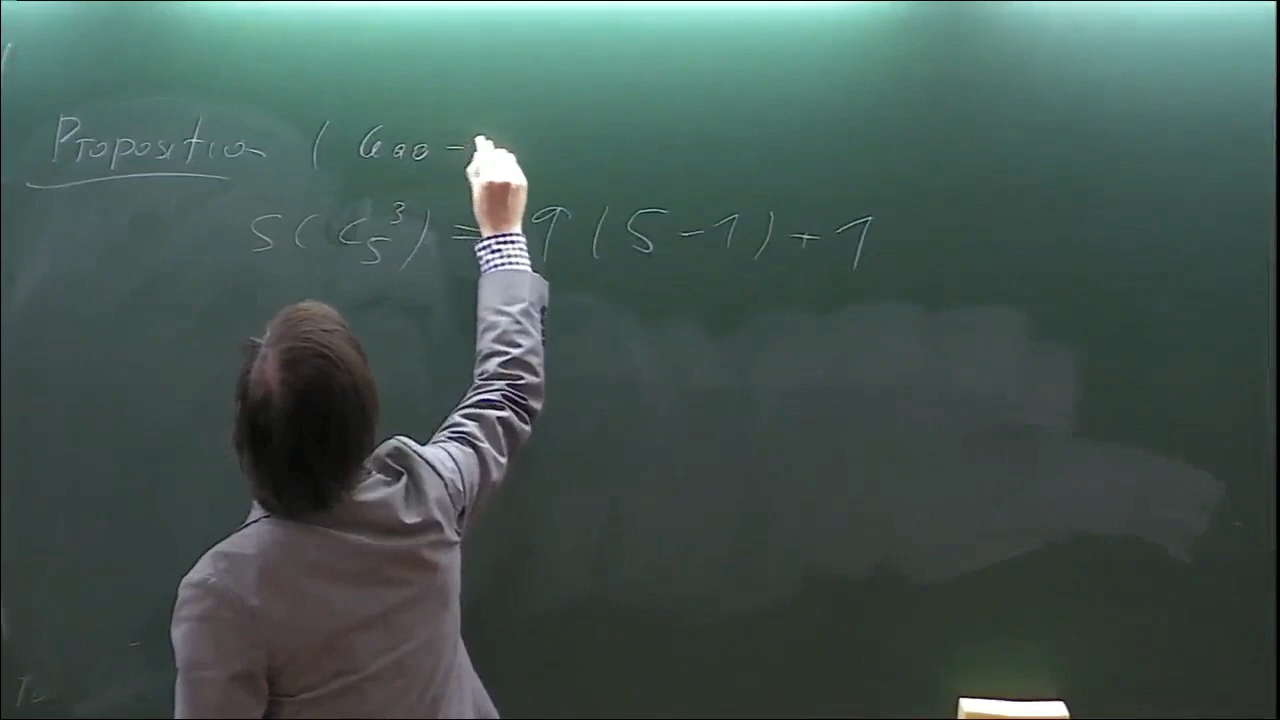 Proposition ( Gao -
s(C_5^3) = 9(5-1)+1